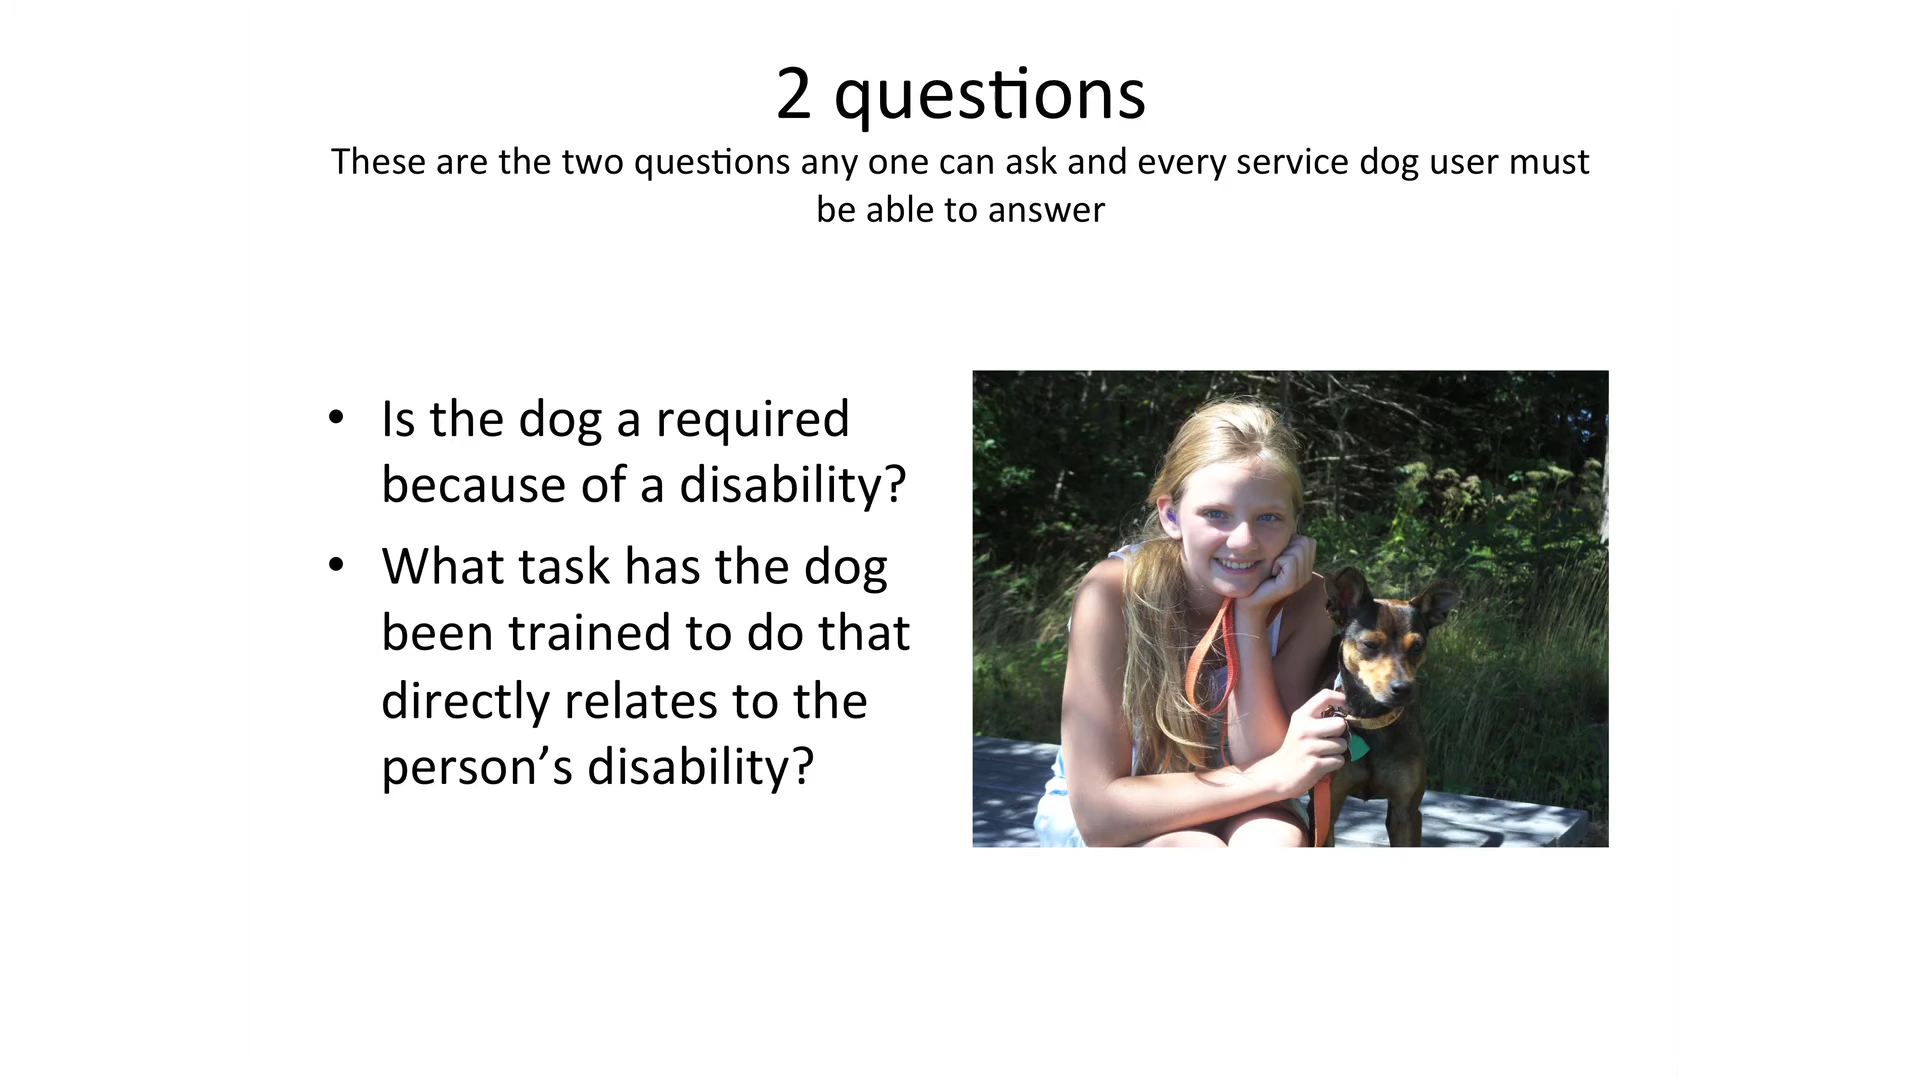 2 questions
These are the two questions any one can ask and every service dog user must
be able to answer
• Is the dog a required
because of a disability?
• What task has the dog
been trained to do that
directly relates to the
person’s disability?